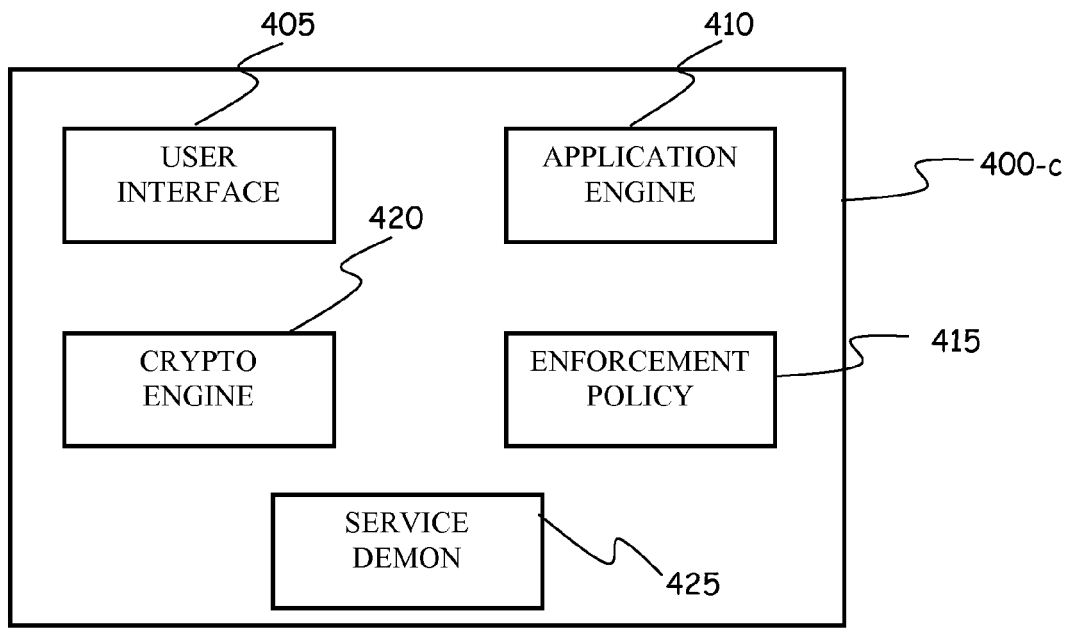 405
410
USER
INTERFACE
APPLICATION
ENGINE
400-c
420
CRYPTO
ENGINE
ENFORCEMENT
POLICY
415
SERVICE
DEMON
425